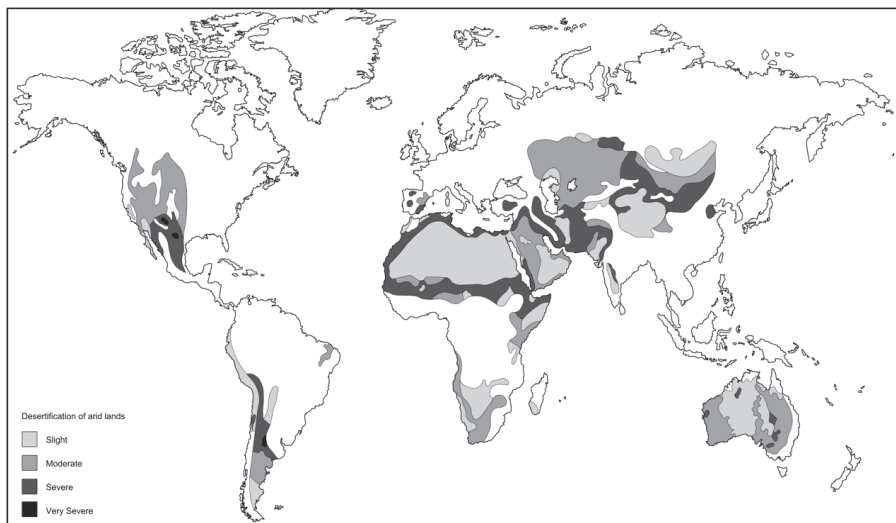 Desertification of arid lands
Slight
Moderate
Severe
Very Severe